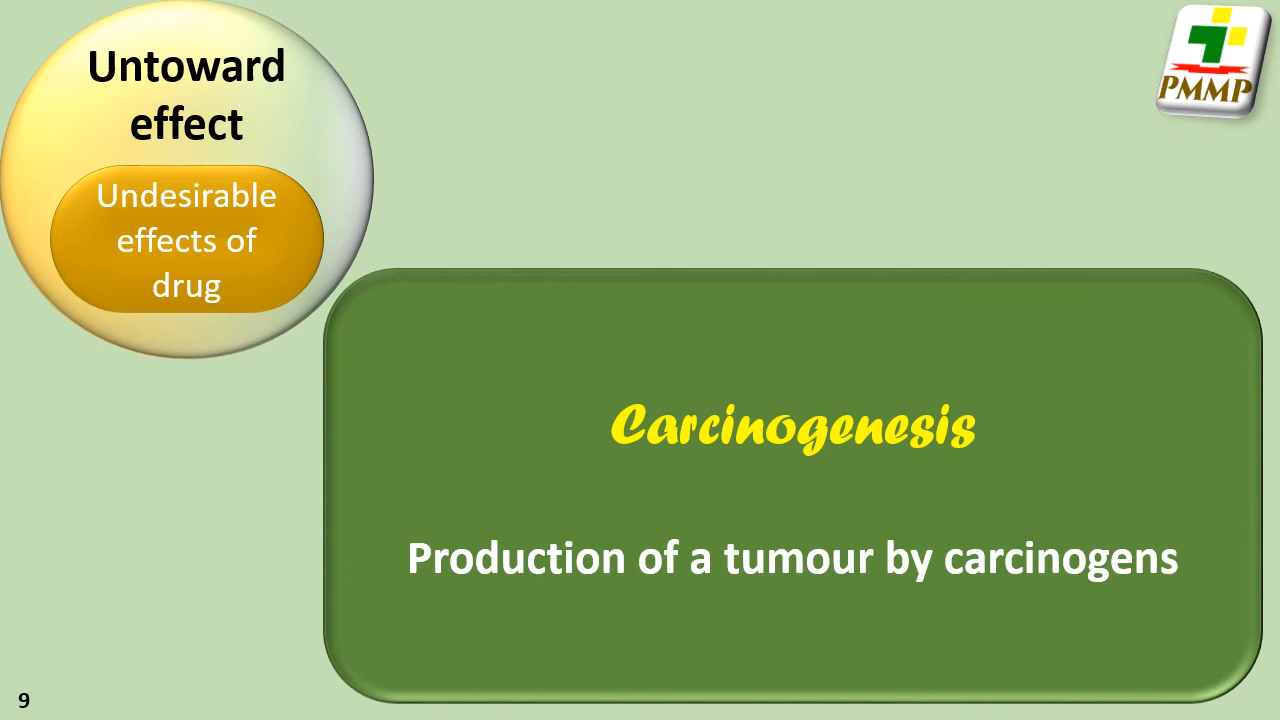 Untoward
effect
Undesirable
effects of
drug
PMMP
Carcinogenesis
Production of a tumour by carcinogens
9